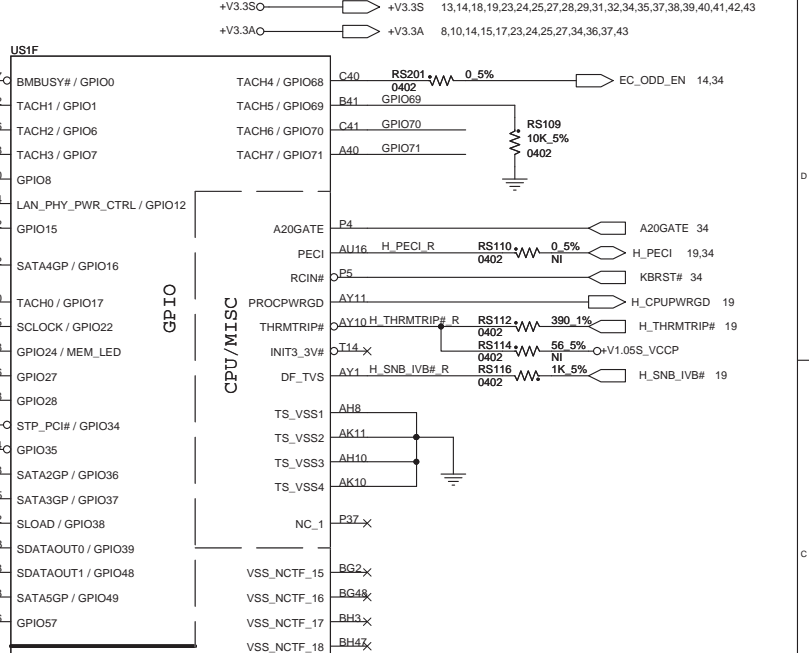 +V3.3S +V3.3S 13,14,18,19,23,24,25,27,28,29,31,32,34,35,37,38,39,40,41,42,43
+V3.3A +V3.3A 8,10,14,15,17,23,24,25,27,34,36,37,43
US1F
BMBUSY# / GPIO0 TACH4 / GPIO68 C40 RS201 0_5% EC_ODD_EN 14,34
0402
TACH1 / GPIO1 TACH5 / GPIO69 B41 GPIO69
TACH2 / GPIO6 TACH6 / GPIO70 C41 GPIO70 RS109
10K_5%
TACH3 / GPIO7 TACH7 / GPIO71 A40 GPIO71 0402
GPIO8
D
LAN_PHY_PWR_CTRL / GPIO12
GPIO15 A20GATE P4 A20GATE 34
PECI AU16 H_PECI_R RS110 0_5% H_PECI 19,34
0402 NI
SATA4GP / GPIO16
RCIN# P5 KBRST# 34
TACH0 / GPIO17 PROCPWRGD AY11 H_CPUPWRGD 19
GPIO
CPU/MISC
SCLOCK / GPIO22 THRMTRIP# AY10 H_THRMTRIP#_R RS112 390_1% H_THRMTRIP# 19
0402
GPIO24 / MEM_LED INIT3_3V# T14 RS114 56_5% +V1.05S_VCCP
0402 NI
GPIO27 DF_TVS AY1 H_SNB_IVB#_R RS116 1K_5% H_SNB_IVB# 19
0402
GPIO28
TS_VSS1 AH8
STP_PCI# / GPIO34
TS_VSS2 AK11
GPIO35
TS_VSS3 AH10
SATA2GP / GPIO36
TS_VSS4 AK10
SATA3GP / GPIO37
SLOAD / GPIO38 NC_1 P37
SDATAOUT0 / GPIO39
C
SDATAOUT1 / GPIO48 VSS_NCTF_15 BG2
SATA5GP / GPIO49 VSS_NCTF_16 BG48
GPIO57 VSS_NCTF_17 BH3
VSS_NCTF_18 BH47